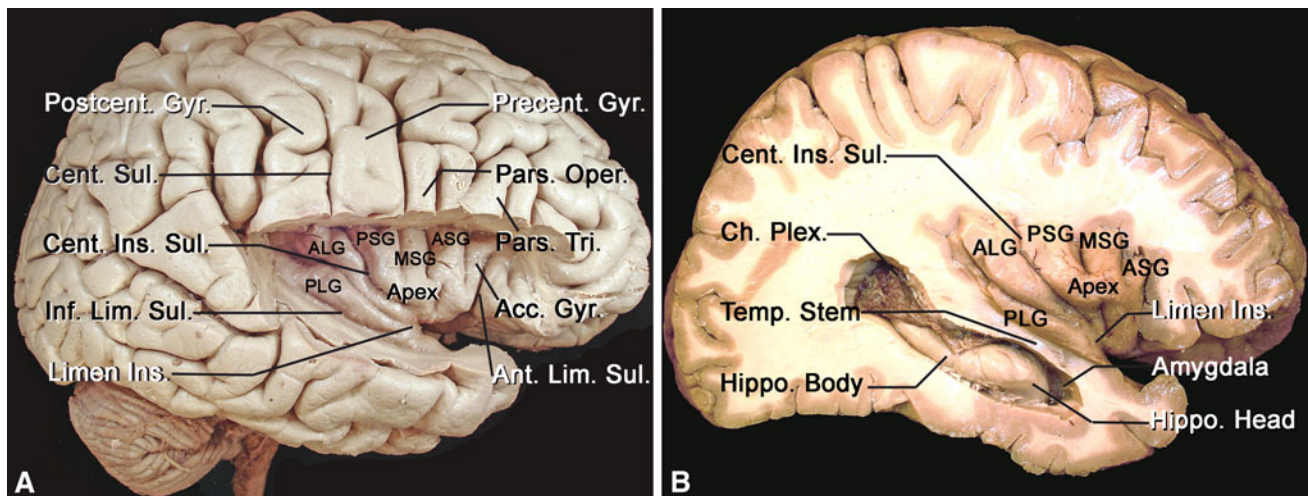 Postcent. Gyr. Precent. Gyr.
Cent. Sul. Pars. Oper.
Cent. Ins. Sul. ALG PSG MSG ASG Pars. Tri.
PLG Apex
Inf. Lim. Sul. Acc. Gyr.
Limen Ins. Ant. Lim. Sul.
A
Cent. Ins. Sul.
ALG PSG MSG ASG
Ch. Plex. Apex
Temp. Stem PLG Limen Ins.
Hippo. Body Amygdala
Hippo. Head
B